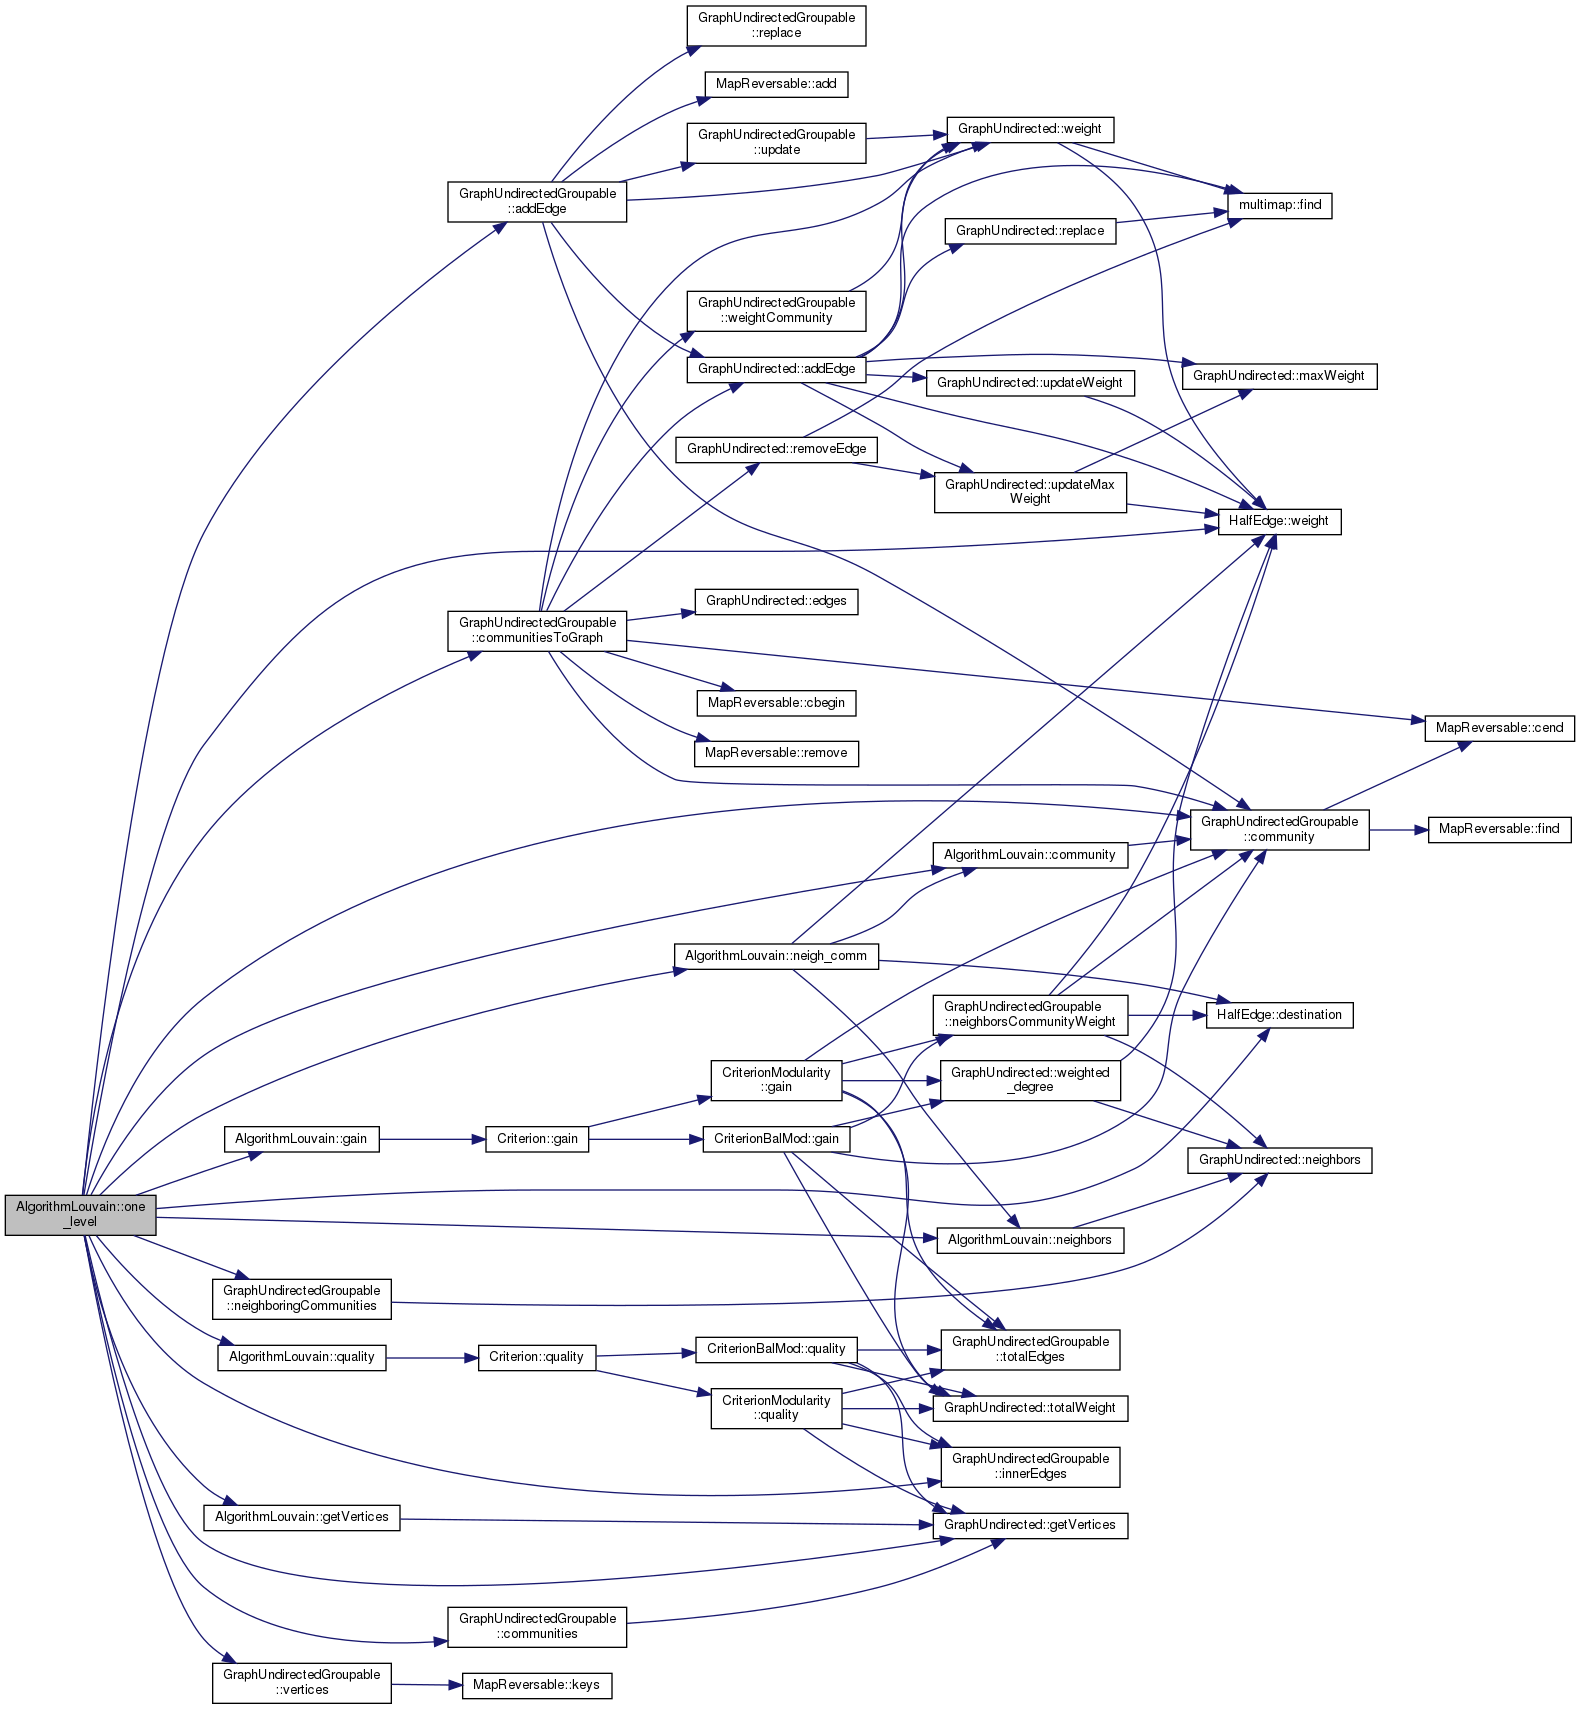 GraphUndirectedGroupable
::replace
MapReversable::add
GraphUndirectedGroupable
::update
GraphUndirected::weight
GraphUndirectedGroupable
::addEdge
multimap::find
GraphUndirected::replace
GraphUndirectedGroupable
::weightCommunity
GraphUndirected::addEdge
GraphUndirected::updateWeight
GraphUndirected::maxWeight
GraphUndirected::removeEdge
GraphUndirected::updateMax
Weight
HalfEdge::weight
GraphUndirected::edges
GraphUndirectedGroupable
::communitiesToGraph
MapReversable::cbegin
MapReversable::cend
MapReversable::remove
GraphUndirectedGroupable
::community
MapReversable::find
AlgorithmLouvain::community
AlgorithmLouvain::neigh_comm
GraphUndirectedGroupable
::neighborsCommunityWeight
HalfEdge::destination
CriterionModularity
::gain
GraphUndirected::weighted
_degree
AlgorithmLouvain::gain
Criterion::gain
CriterionBalMod::gain
GraphUndirected::neighbors
AlgorithmLouvain::one
_level
AlgorithmLouvain::neighbors
GraphUndirectedGroupable
::neighboringCommunities
AlgorithmLouvain::quality
Criterion::quality
CriterionBalMod::quality
GraphUndirectedGroupable
::totalEdges
CriterionModularity
::quality
GraphUndirected::totalWeight
GraphUndirectedGroupable
::innerEdges
AlgorithmLouvain::getVertices
GraphUndirected::getVertices
GraphUndirectedGroupable
::communities
GraphUndirectedGroupable
::vertices
MapReversable::keys